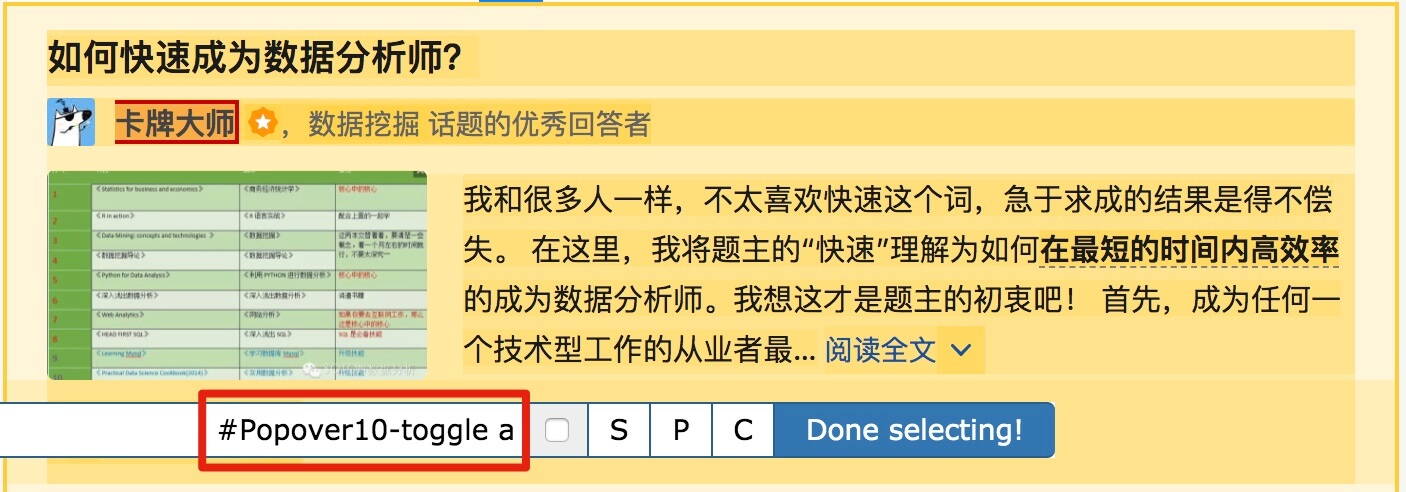 如何快速成为数据分析师？
卡牌大师 ，数据挖掘 话题的优秀回答者
我和很多人一样，不太喜欢快速这个词，急于求成的结果是得不偿
失。 在这里，我将题主的“快速”理解为如何在最短的时间内高效率
的成为数据分析师。我想这才是题主的初衷吧！ 首先，成为任何一
个技术型工作的从业者最... 阅读全文
1 《Statistics for business and economics》 《商务经济统计学》 核心中的核心
2 《R in action》 《R 语言实战》 配合上面的一起学
3 《Data Mining: concepts and technologies 》 《数据挖掘》
4 《数据挖掘导论》 《数据挖掘导论》
5 《Python for Data Analysis》 《利用 PYTHON 进行数据分析》 核心中的核心
6 《深入浅出数据分析》 《深入浅出数据分析》
7 《Web Analytics》 《网站分析》
8 《HEAD FIRST SQL》 《深入浅出 SQL》 SQL 是必备技能
9 《Learning Mysql》 《学习数据库 Mysql》 升级技能
10 《Practical Data Science Cookbook(2014)》 《实用数据分析》 升级技能
#Popover10-toggle a S P C Done selecting!